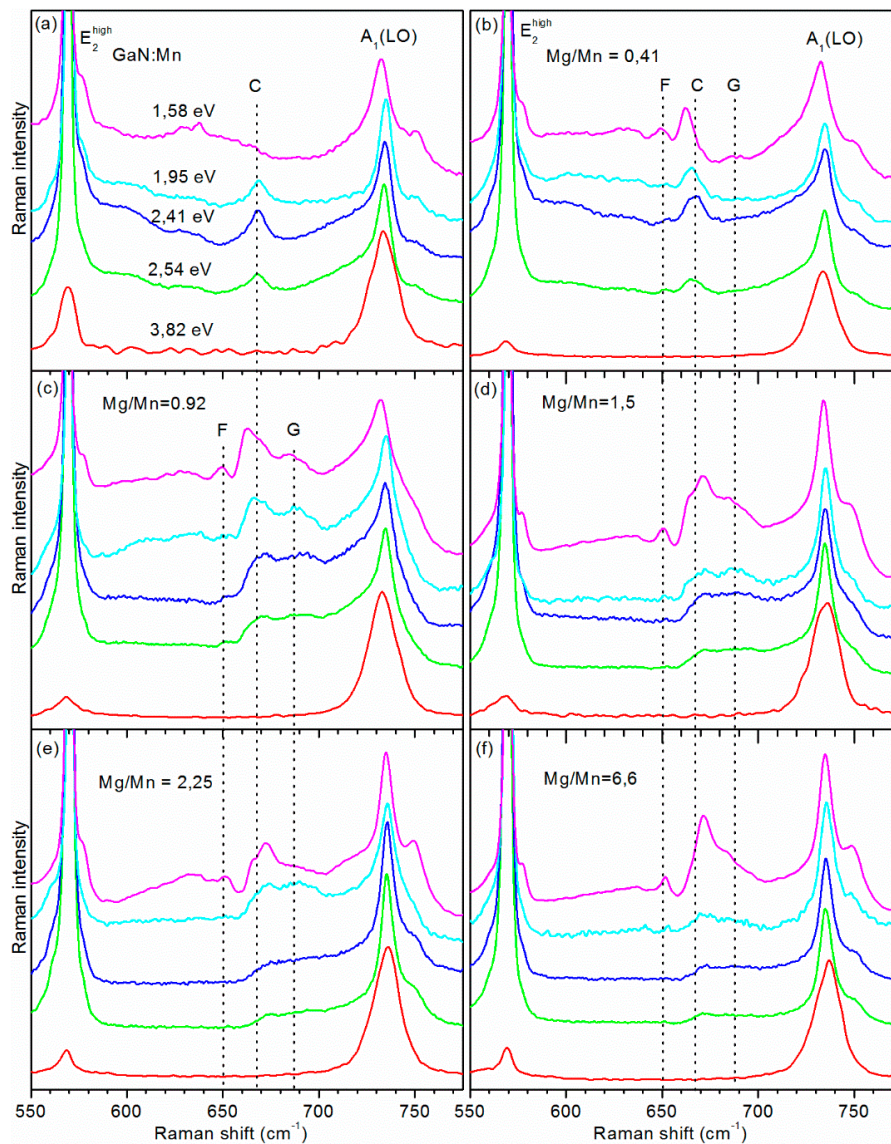 (a)
E₂ʰⁱᵍʰ
GaN:Mn
C
A₁(LO)
1,58 eV
1,95 eV
2,41 eV
2,54 eV
3,82 eV
Raman intensity
(b)
E₂ʰⁱᵍʰ
Mg/Mn = 0,41
F C G
A₁(LO)
(c)
Mg/Mn=0.92
F G
Raman intensity
(d)
Mg/Mn=1,5
(e)
Mg/Mn = 2,25
Raman intensity
550 600 650 700 750
Raman shift (cm⁻¹)
(f)
Mg/Mn=6,6
550 600 650 700 750
Raman shift (cm⁻¹)